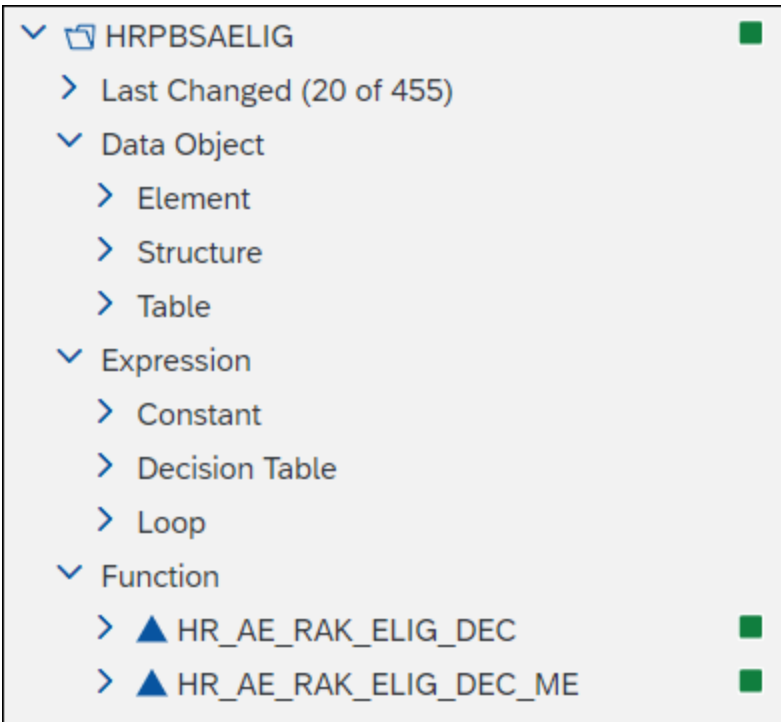 HRPBSAELIG
Last Changed (20 of 455)
Data Object
Element
Structure
Table
Expression
Constant
Decision Table
Loop
Function
HR_AE_RAK_ELIG_DEC
HR_AE_RAK_ELIG_DEC_ME